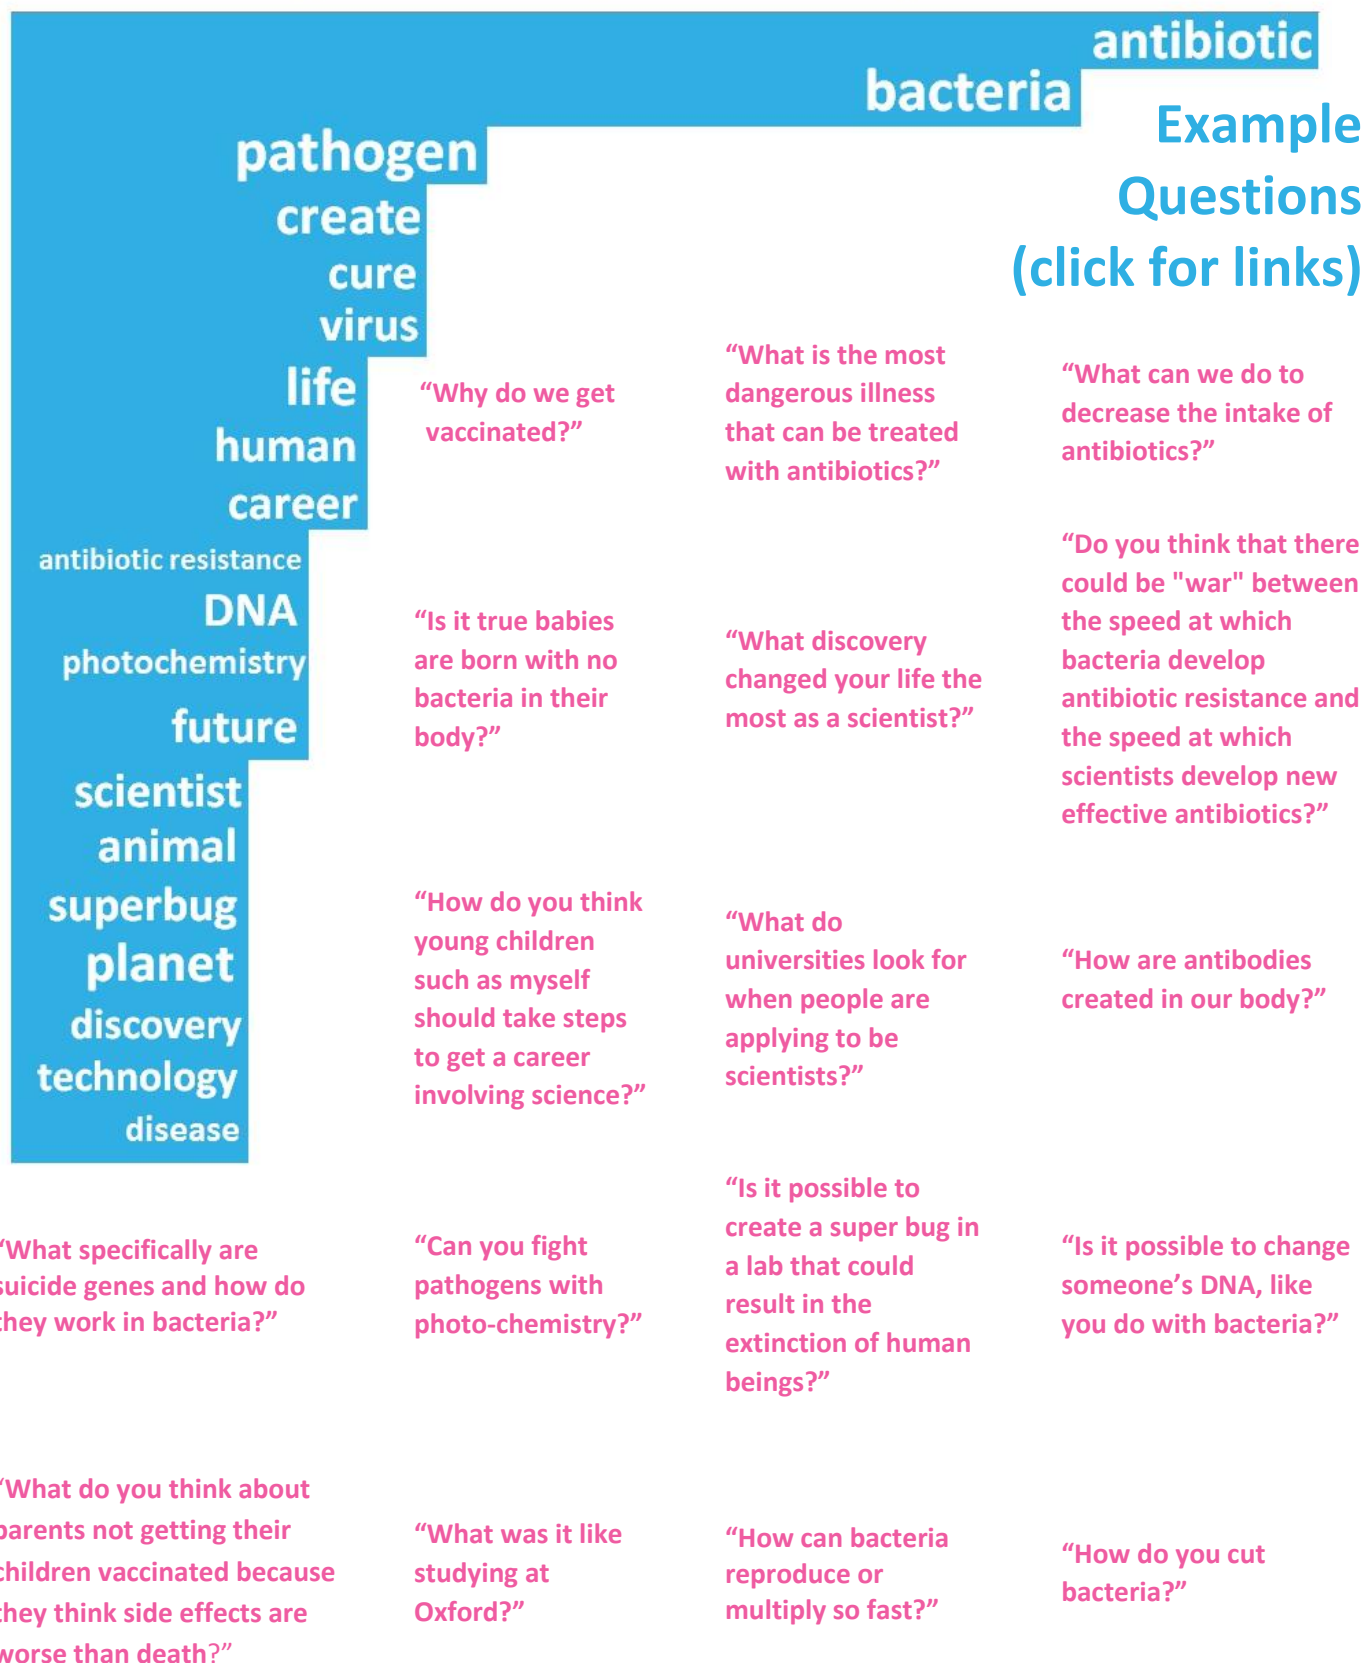 antibiotic
bacteria
pathogen
create
cure
virus
life
human
career
antibiotic resistance
DNA
photochemistry
future
scientist
animal
superbug
planet
discovery
technology
disease
Example
Questions
(click for links)
“Why do we get
vaccinated?”
“What is the most
dangerous illness
that can be treated
with antibiotics?”
“What can we do to
decrease the intake of
antibiotics?”
“Is it true babies
are born with no
bacteria in their
body?”
“What discovery
changed your life the
most as a scientist?”
“Do you think that there
could be "war" between
the speed at which
bacteria develop
antibiotic resistance and
the speed at which
scientists develop new
effective antibiotics?”
“How do you think
young children
such as myself
should take steps
to get a career
involving science?”
“What do
universities look for
when people are
applying to be
scientists?”
“How are antibodies
created in our body?”
“What specifically are
suicide genes and how do
they work in bacteria?”
“Can you fight
pathogens with
photo-chemistry?”
“Is it possible to
create a super bug in
a lab that could
result in the
extinction of human
beings?”
“Is it possible to change
someone’s DNA, like
you do with bacteria?”
“What do you think about
parents not getting their
children vaccinated because
they think side effects are
worse than death?”
“What was it like
studying at
Oxford?”
“How can bacteria
reproduce or
multiply so fast?”
“How do you cut
bacteria?”